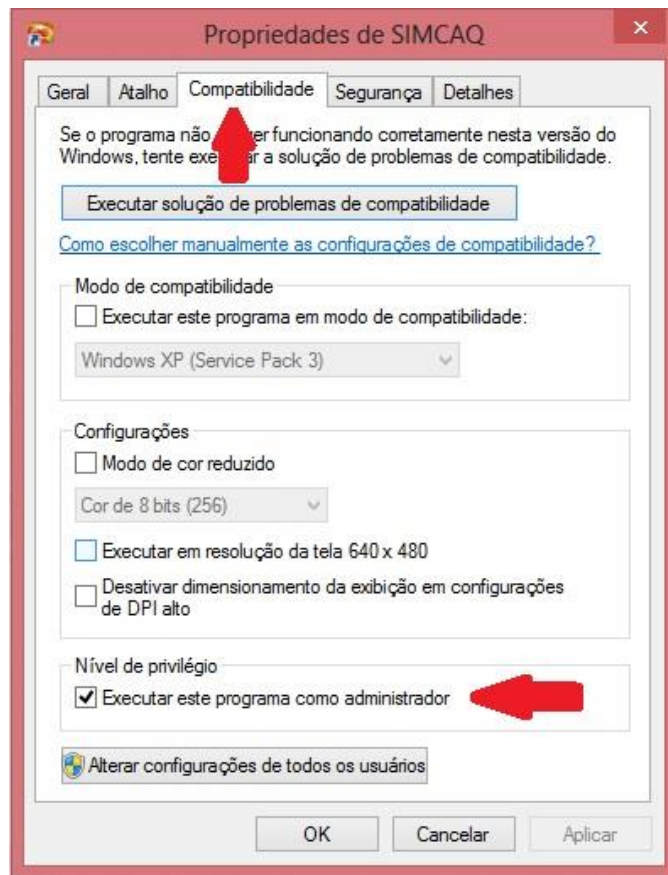 Propriedades de SIMCAQ
Geral Atalho Compatibilidade Segurança Detalhes
Se o programa não er funcionando corretamente nesta versão do
Windows, tente exe r a solução de problemas de compatibilidade.
Executar solução de problemas de compatibilidade
Como escolher manualmente as configurações de compatibilidade?
Modo de compatibilidade
Executar este programa em modo de compatibilidade:
Windows XP (Service Pack 3)
Configurações
Modo de cor reduzido
Cor de 8 bits (256)
Executar em resolução da tela 640 x 480
Desativar dimensionamento da exibição em configurações
de DPI alto
Nível de privilégio
Executar este programa como administrador
Alterar configurações de todos os usuários
OK Cancelar Aplicar